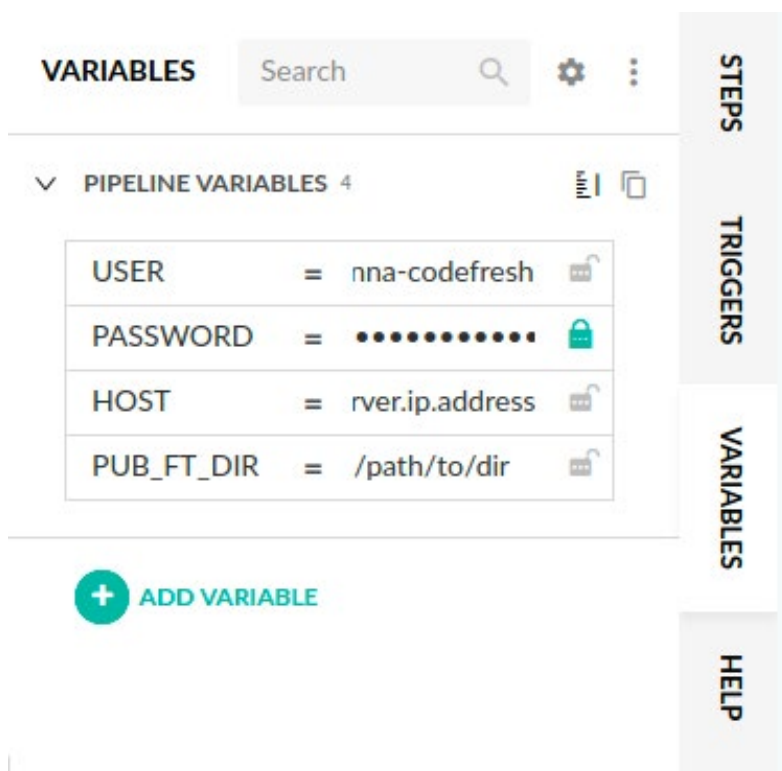 VARIABLES Search
PIPELINE VARIABLES 4
USER = nna-codefresh
PASSWORD = •••••••••••
HOST = rver.ip.address
PUB_FT_DIR = /path/to/dir
+ ADD VARIABLE
STEPS
TRIGGERS
VARIABLES
HELP